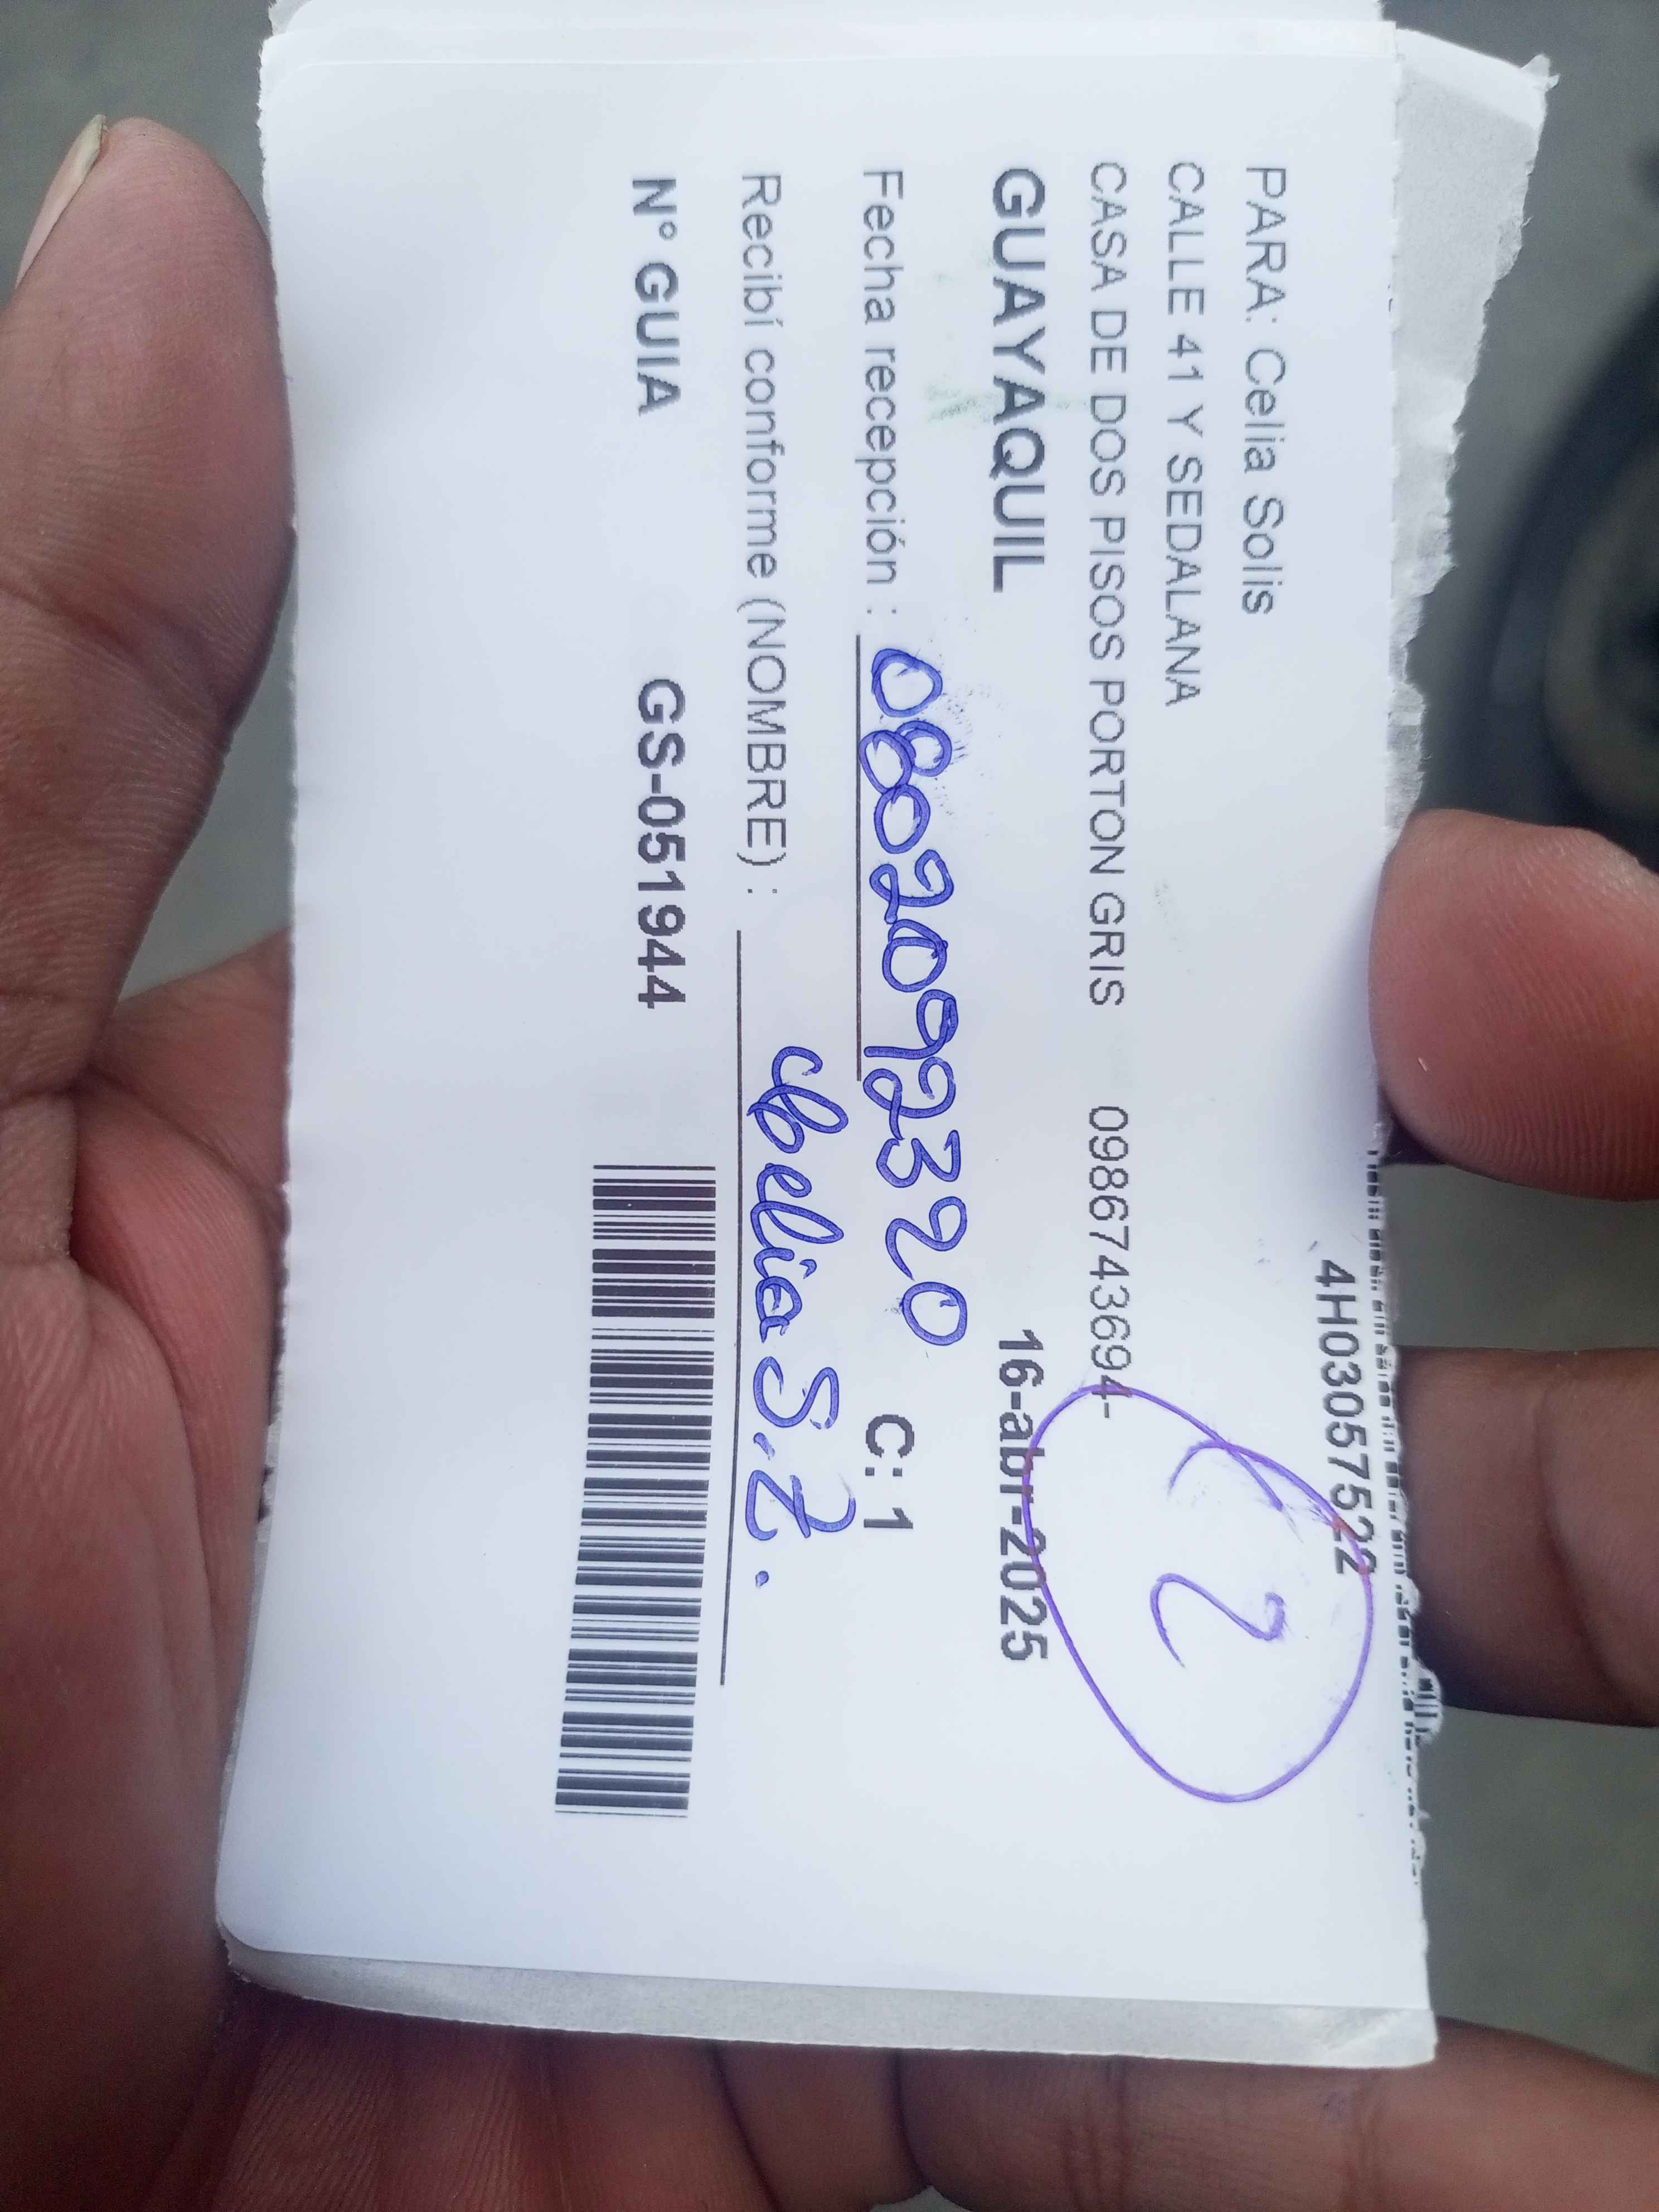 4H03057522
PARA: Celia Solis
CALLE 41 Y SEDALANA
CASA DE DOS PISOS PORTON GRIS 0986743694-
2
GUAYAQUIL 16-abr-2025
Fecha recepción : 0802092320 C: 1
Recibí conforme (NOMBRE) : Celia S. Z.
N° GUIA GS-051944